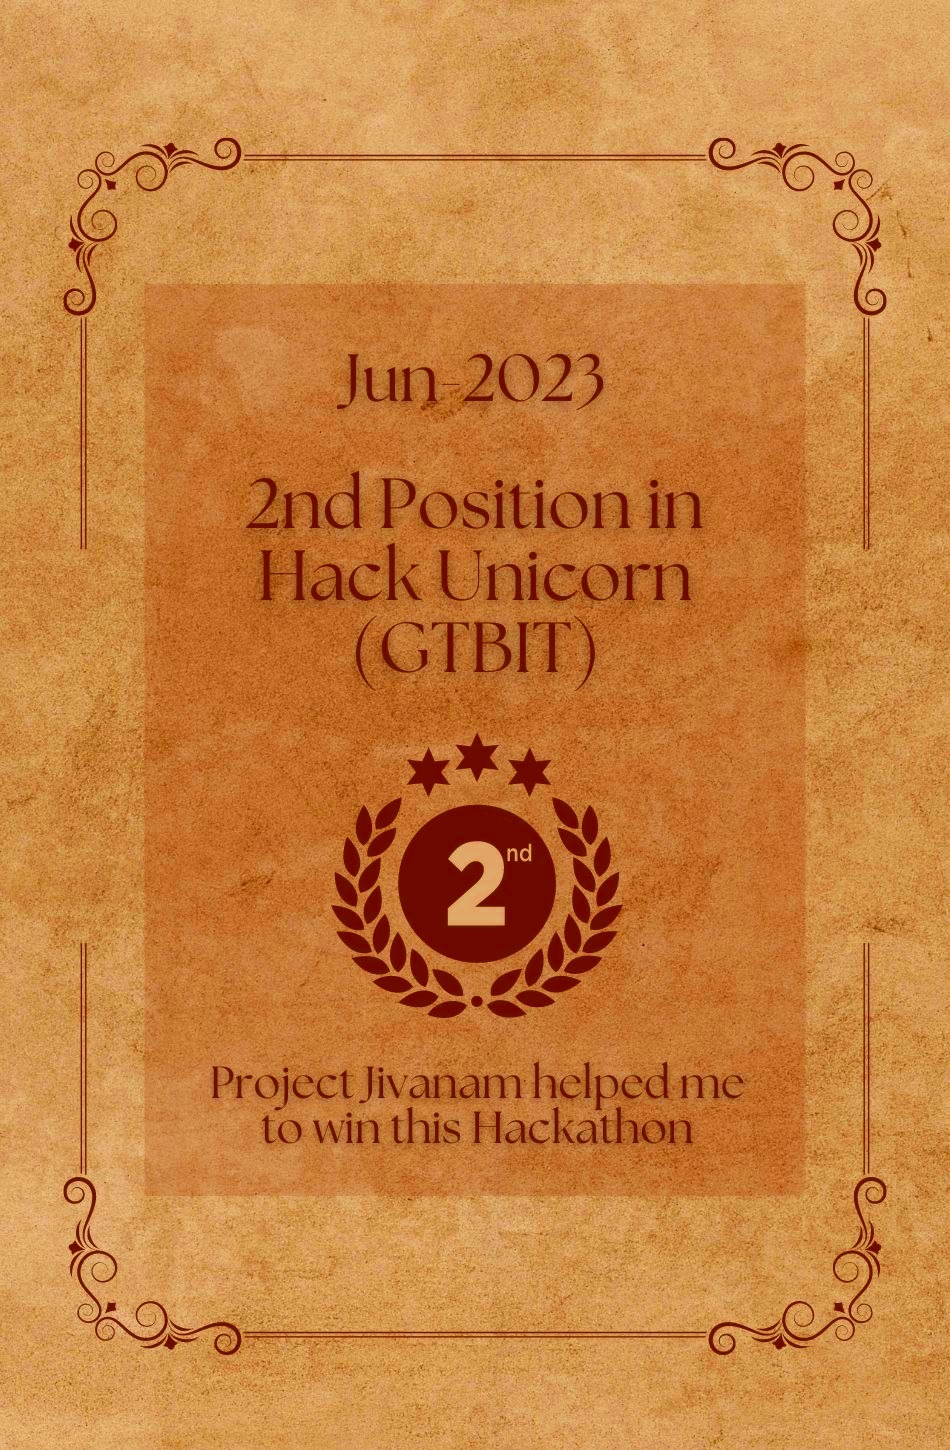 Jun-2023
2nd Position in
Hack Unicorn
(GTBIT)
2nd
Project Jivanam helped me
to win this Hackathon